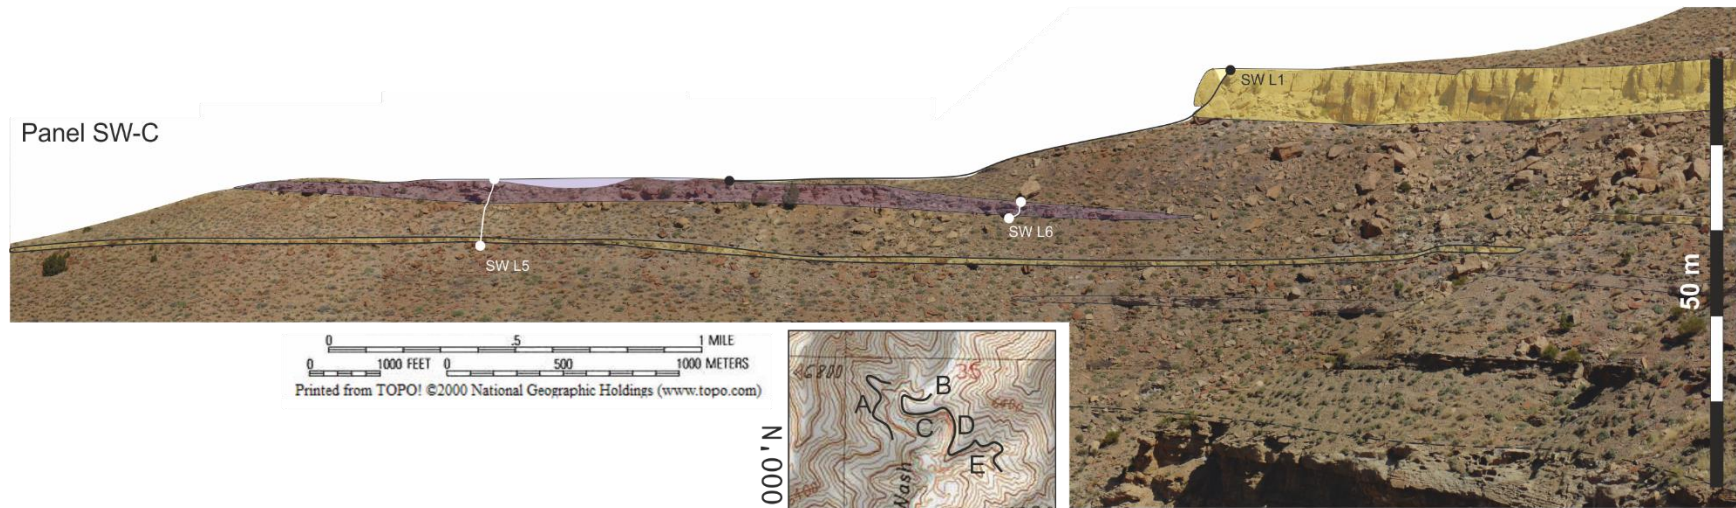 SW L1
Panel SW-C
SW L6
SW L5
50 m
0 .5 1 MILE
0 1000 FEET 0 500 1000 METERS
Printed from TOPO! ©2000 National Geographic Holdings (www.topo.com)
000' N.
35
B
A
C
D
E
Wash